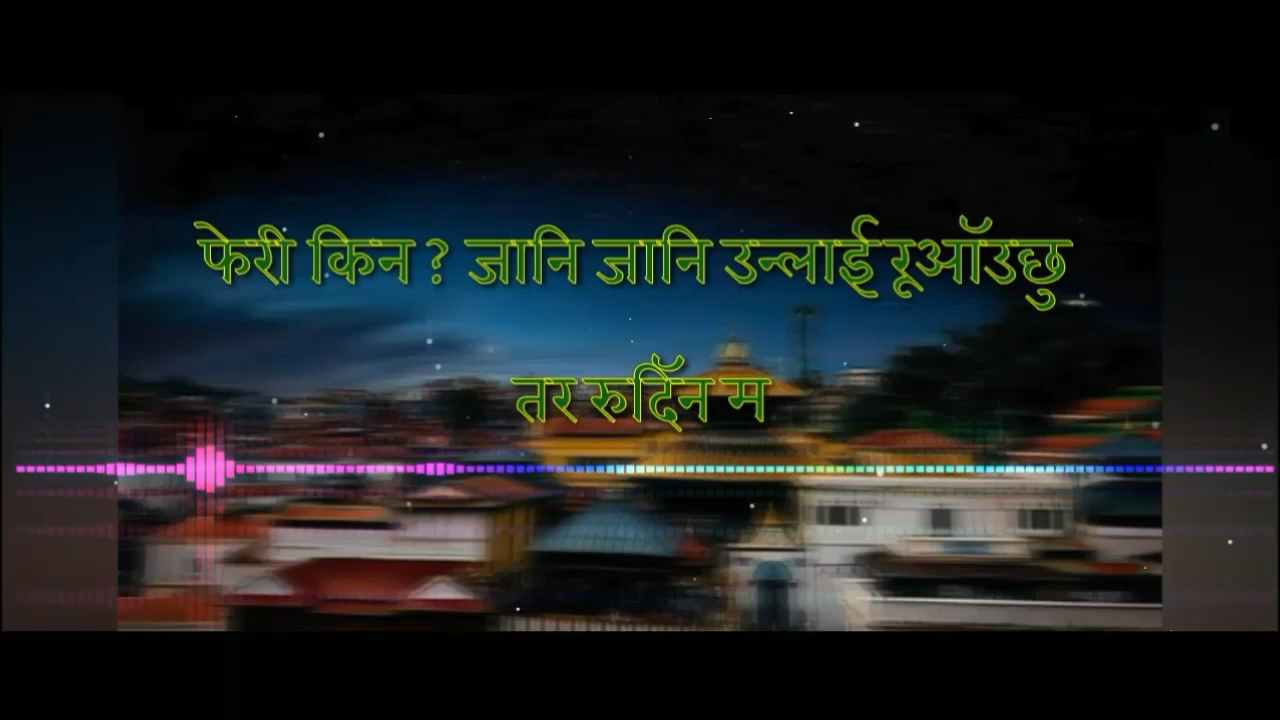 फेरी किन ? जानि जानि उन्लाई रूआॅउछु
तर रुदिॅन म